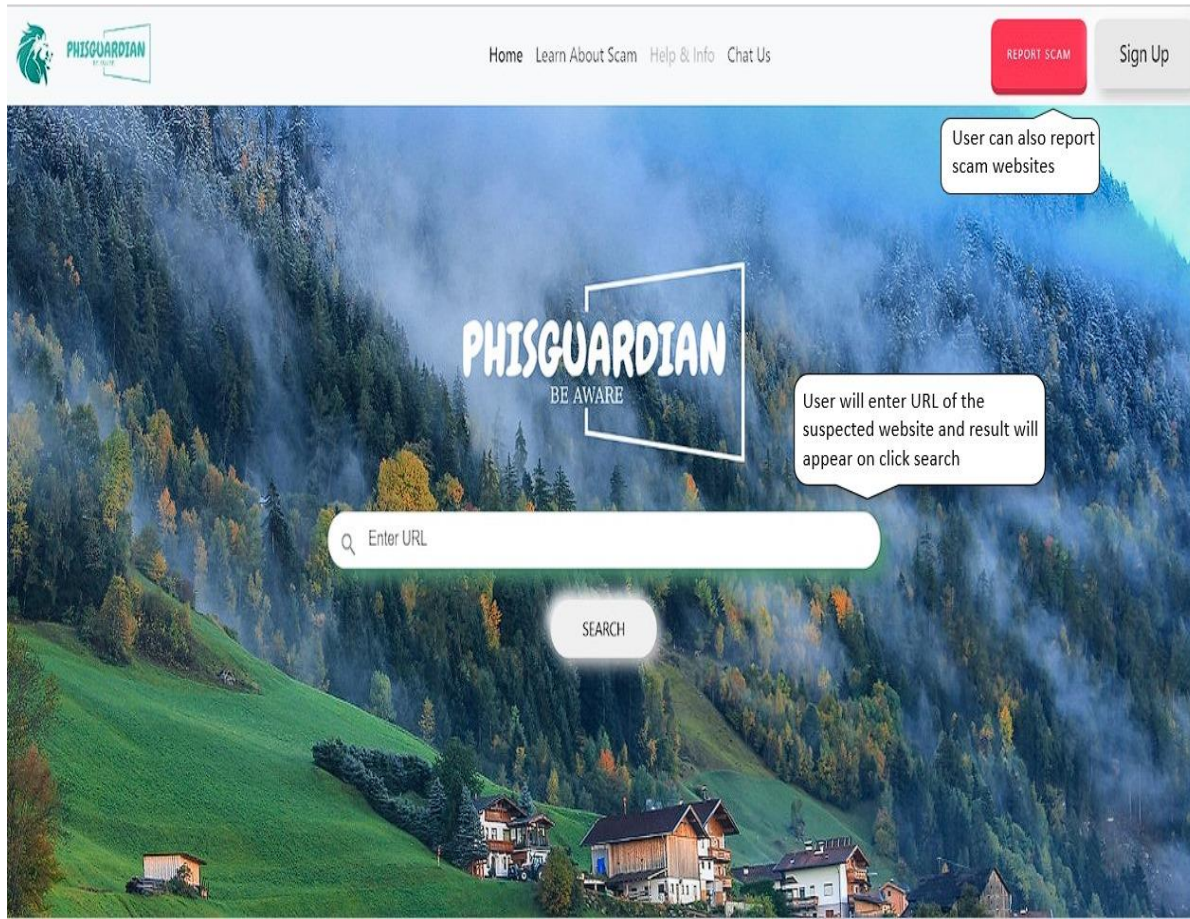 PHISGUARDIAN
Home Learn About Scam Help & Info Chat Us
REPORT SCAM
Sign Up
User can also report
scam websites
PHISGUARDIAN
BE AWARE
User will enter URL of the
suspected website and result will
appear on click search
Enter URL
SEARCH